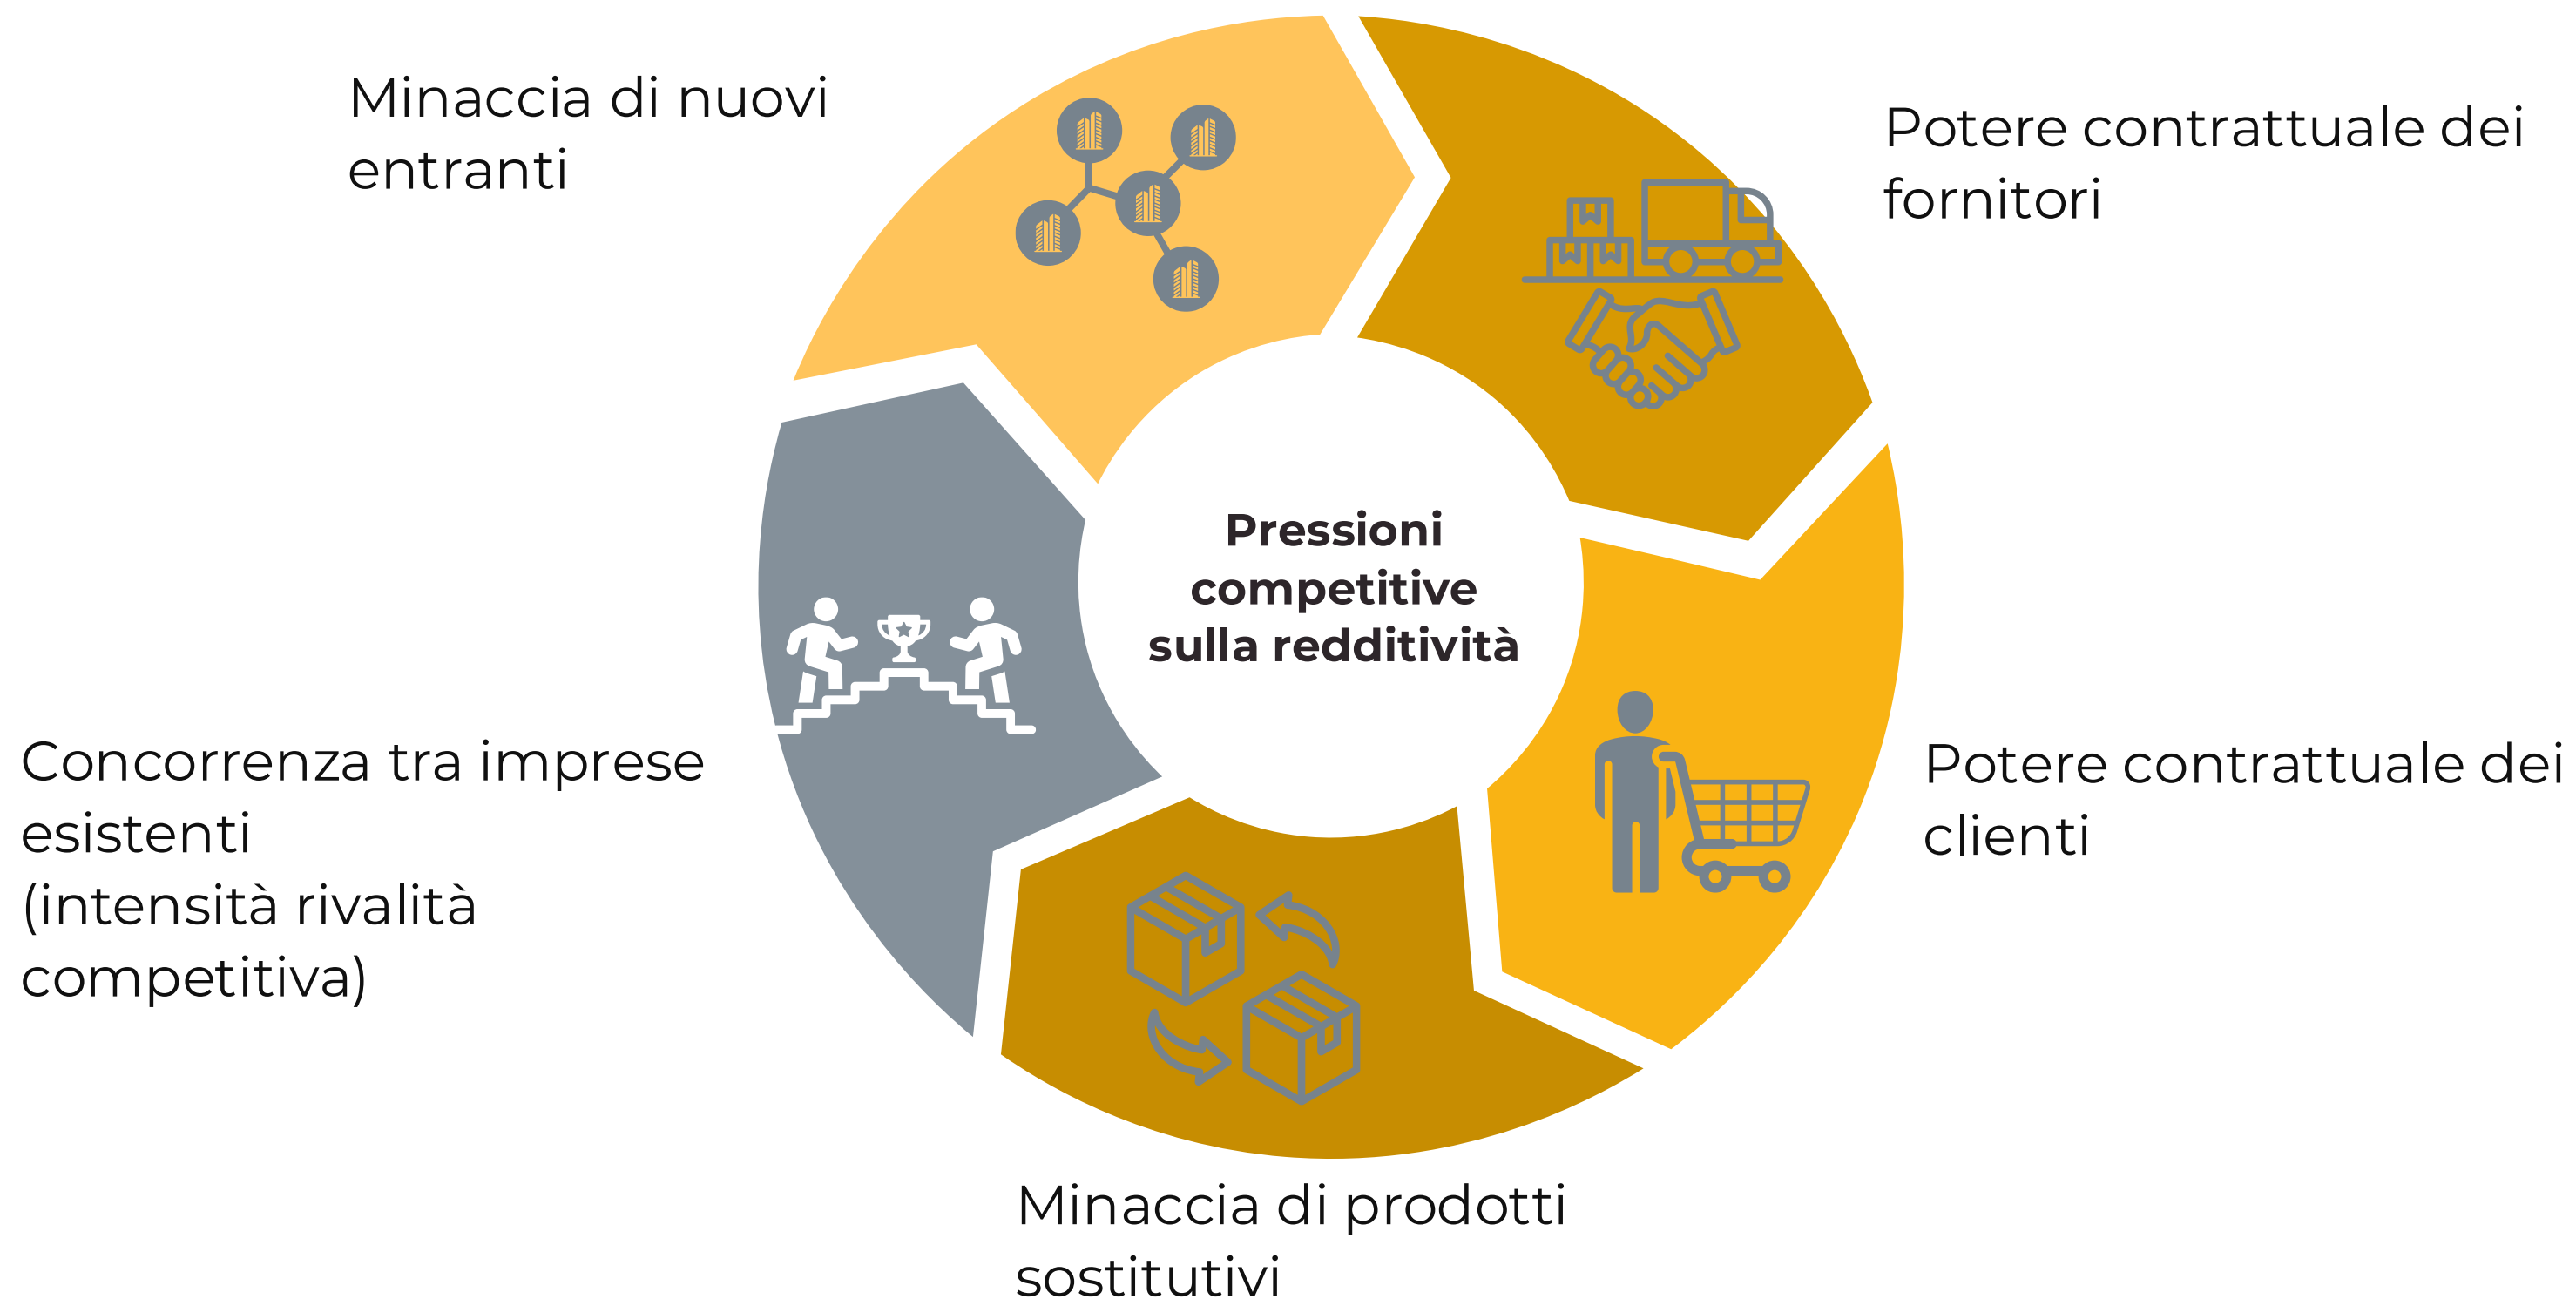 Minaccia di nuovi
entranti
Potere contrattuale dei
fornitori
Pressioni
competitive
sulla redditività
Concorrenza tra imprese
esistenti
(intensità rivalità
competitiva)
Potere contrattuale dei
clienti
Minaccia di prodotti
sostitutivi